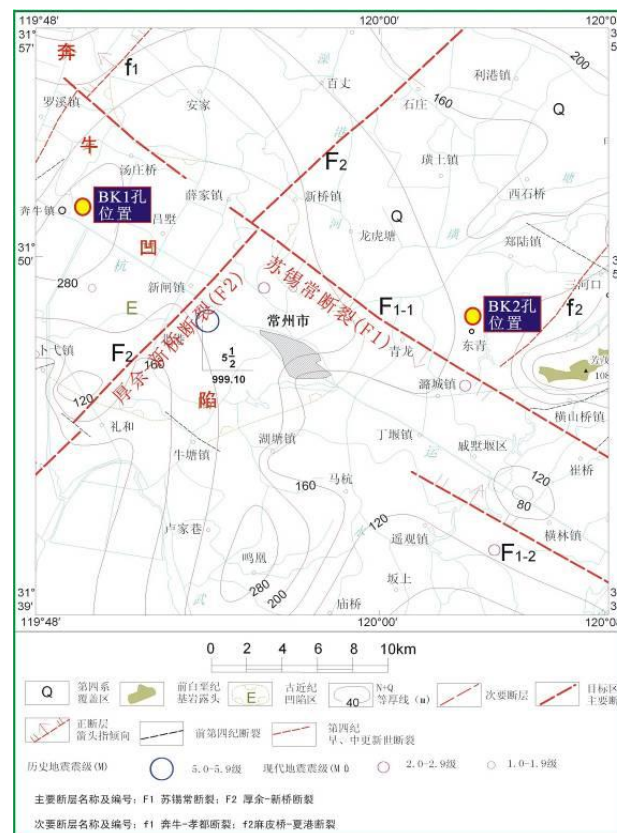 119°48′ 120°00′ 120°0
31°
57′
奔
f1
利港镇
200
罗溪镇
安家
百丈
石庄
160
Q
牛
F2
汤庄桥
璜土镇
BK1孔
位置
薛家镇
新桥镇
西石桥
奔牛镇
吕墅
Q
河
龙虎塘
郑陆镇
31°
50′
凹
苏锡常断裂(F1)
三河口
280
杭
新闸镇
F1-1
BK2孔
位置
f2
E
厚余-新桥断裂(F2)
常州市
东青
卜弋镇
F2
160
5 1/2
999.10
青龙
潞城镇
120
陷
108
礼和
横山桥镇
牛塘镇
湖塘镇
丁堰镇
运
戚墅堰区
崔桥
160
马杭
120
80
卢家巷
120
遥观镇
横林镇
鸣凰
F1-2
280
坂上
31°
39′
武
200
庙桥
119°48′ 120°00′ 120°0
0 2 4 6 8 10km
Q 第四系
覆盖区
前白垩纪
基岩露头
E 古近纪
凹陷区
40 N+Q
等厚线(m)
次要断层
目标区
主要断
正断层
箭头指倾向
前第四纪断裂
第四纪
早、中更新世断裂
历史地震震级(M) 5.0-5.9级 现代地震震级(M 2.0-2.9级 1.0-1.9级
主要断层名称及编号: F1 苏锡常断裂; F2 厚余-新桥断裂
次要断层名称及编号: f1 奔牛-孝都断裂; f2麻皮桥-夏港断裂